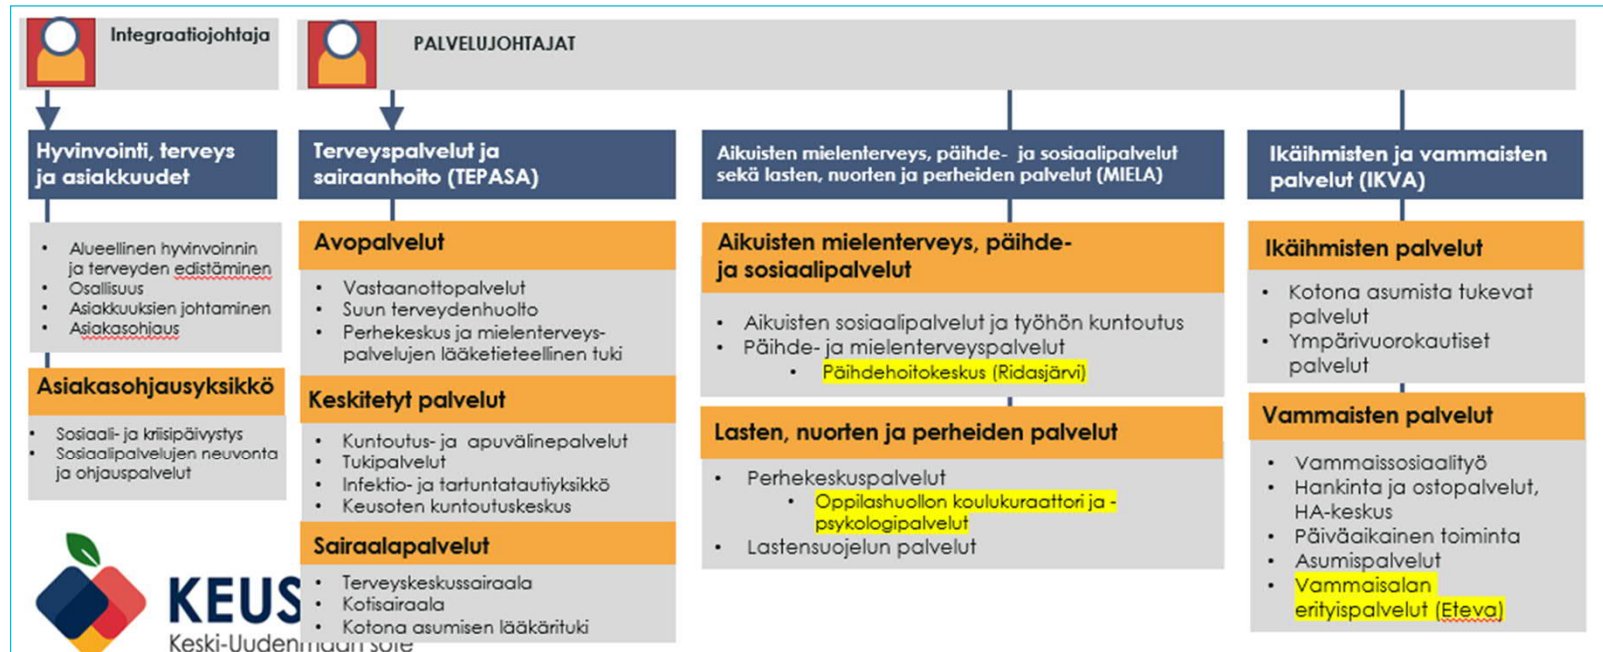 Integraatiojohtaja
PALVELUJOHTAJAT
Hyvinvointi, terveys
ja asiakkuudet
• Alueellinen hyvinvoinnin
ja terveyden edistäminen
• Osallisuus
• Asiakkuuksien johtaminen
• Asiakasohjaus
Asiakasohjausyksikkö
• Sosiaali- ja kriisipäivystys
• Sosiaalipalvelujen neuvonta
ja ohjauspalvelut
Terveyspalvelut ja
sairaanhoito (TEPASA)
Avopalvelut
• Vastaanottopalvelut
• Suun terveydenhuolto
• Perhekeskus ja mielenterveys-
palvelujen lääketieteellinen tuki
Keskitetyt palvelut
• Kuntoutus- ja apuvälinepalvelut
• Tukipalvelut
• Infektio- ja tartuntatautiyksikkö
• Keusoten kuntoutuskeskus
Sairaalapalvelut
• Terveyskeskussairaala
• Kotisairaala
• Kotona asumisen lääkärituki
Aikuisten mielenterveys, päihde- ja sosiaalipalvelut
sekä lasten, nuorten ja perheiden palvelut (MIELA)
Aikuisten mielenterveys, päihde-
ja sosiaalipalvelut
• Aikuisten sosiaalipalvelut ja työhön kuntoutus
• Päihde- ja mielenterveyspalvelut
• Päihdehoitokeskus (Ridasjärvi)
Lasten, nuorten ja perheiden palvelut
• Perhekeskuspalvelut
• Oppilashuollon koulukuraattori ja -
psykologipalvelut
• Lastensuojelun palvelut
Ikäihmisten ja vammaisten
palvelut (IKVA)
Ikäihmisten palvelut
• Kotona asumista tukevat
palvelut
• Ympärivuorokautiset
palvelut
Vammaisten palvelut
• Vammaissosiaalityö
• Hankinta ja ostopalvelut,
HA-keskus
• Päiväaikainen toiminta
• Asumispalvelut
• Vammaisalan
erityispalvelut (Eteva)
KEUS
Keski-Uudenmaan sote